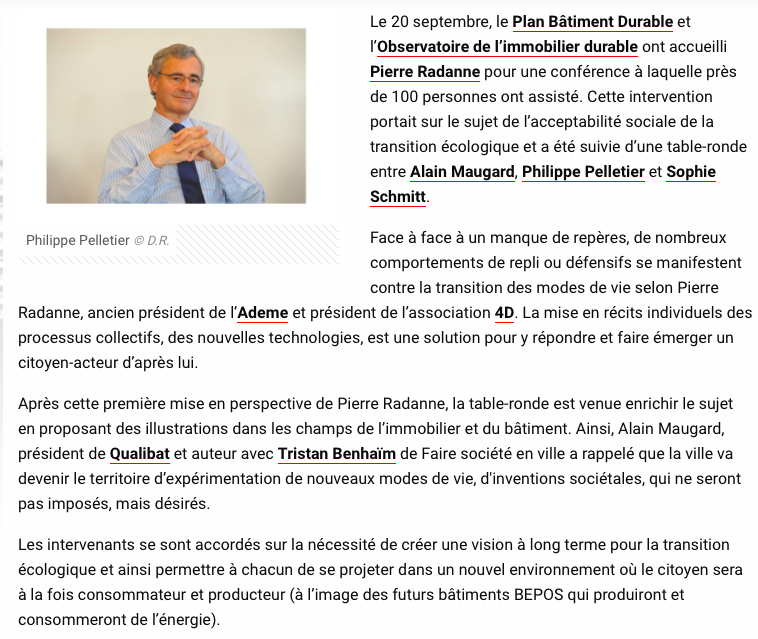 Le 20 septembre, le Plan Bâtiment Durable et
l’Observatoire de l’immobilier durable ont accueilli
Pierre Radanne pour une conférence à laquelle près
de 100 personnes ont assisté. Cette intervention
portait sur le sujet de l’acceptabilité sociale de la
transition écologique et a été suivie d’une table-ronde
entre Alain Maugard, Philippe Pelletier et Sophie
Schmitt.
Philippe Pelletier © D.R.
Face à face à un manque de repères, de nombreux
comportements de repli ou défensifs se manifestent
contre la transition des modes de vie selon Pierre
Radanne, ancien président de l’Ademe et président de l’association 4D. La mise en récits individuels des
processus collectifs, des nouvelles technologies, est une solution pour y répondre et faire émerger un
citoyen-acteur d’après lui.
Après cette première mise en perspective de Pierre Radanne, la table-ronde est venue enrichir le sujet
en proposant des illustrations dans les champs de l’immobilier et du bâtiment. Ainsi, Alain Maugard,
président de Qualibat et auteur avec Tristan Benhaïm de Faire société en ville a rappelé que la ville va
devenir le territoire d’expérimentation de nouveaux modes de vie, d'inventions sociétales, qui ne seront
pas imposés, mais désirés.
Les intervenants se sont accordés sur la nécessité de créer une vision à long terme pour la transition
écologique et ainsi permettre à chacun de se projeter dans un nouvel environnement où le citoyen sera
à la fois consommateur et producteur (à l’image des futurs bâtiments BEPOS qui produiront et
consommeront de l’énergie).